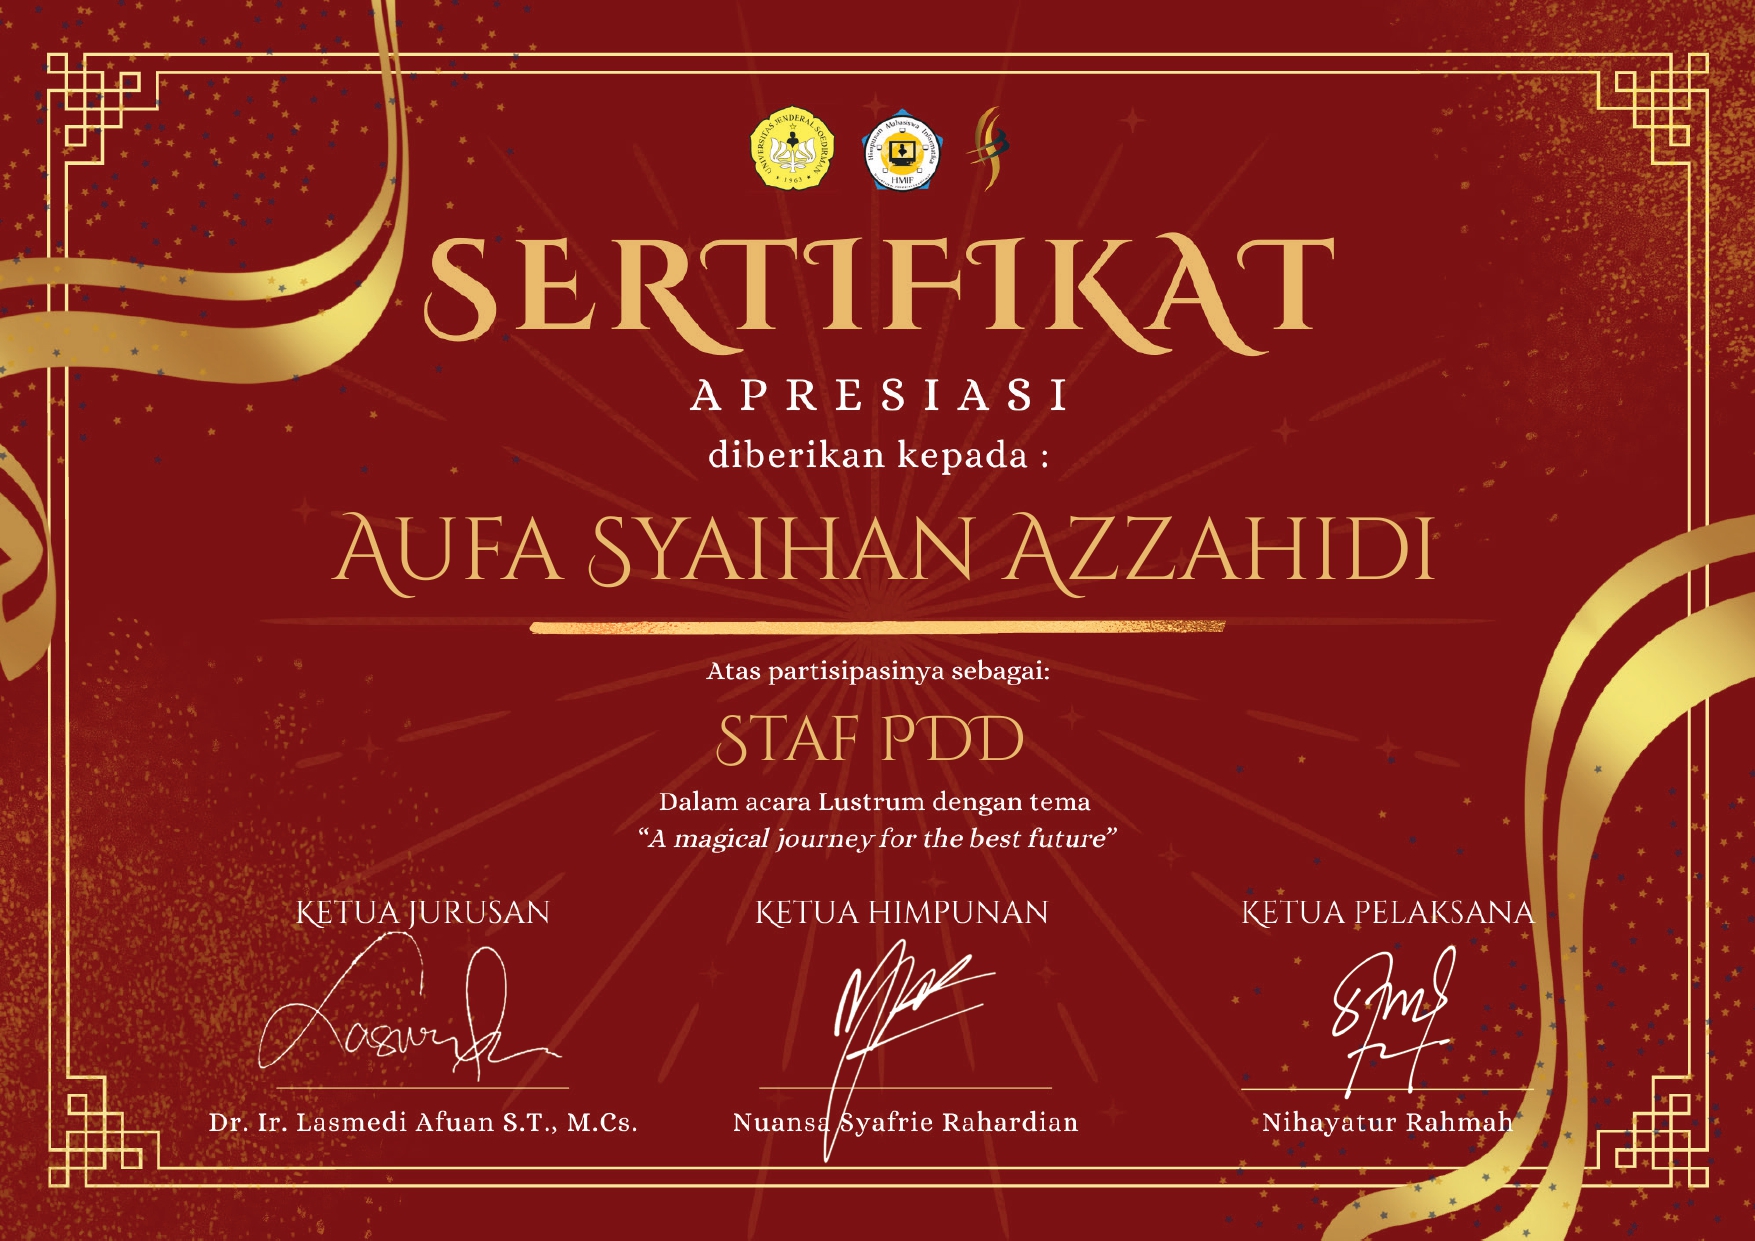 UNIVERSITAS JENDERAL SOEDIRMAN
1963
Himpunan Mahasiswa Informatika
HMIF
SERTIFIKAT
APRESIASI
diberikan kepada :
AUFA SYAIHAN AZZAHIDI
Atas partisipasinya sebagai:
STAF PDD
Dalam acara Lustrum dengan tema
“A magical journey for the best future”
KETUA JURUSAN KETUA HIMPUNAN KETUA PELAKSANA
Dr. Ir. Lasmedi Afuan S.T., M.Cs. Nuansa Syafrie Rahardian Nihayatur Rahmah